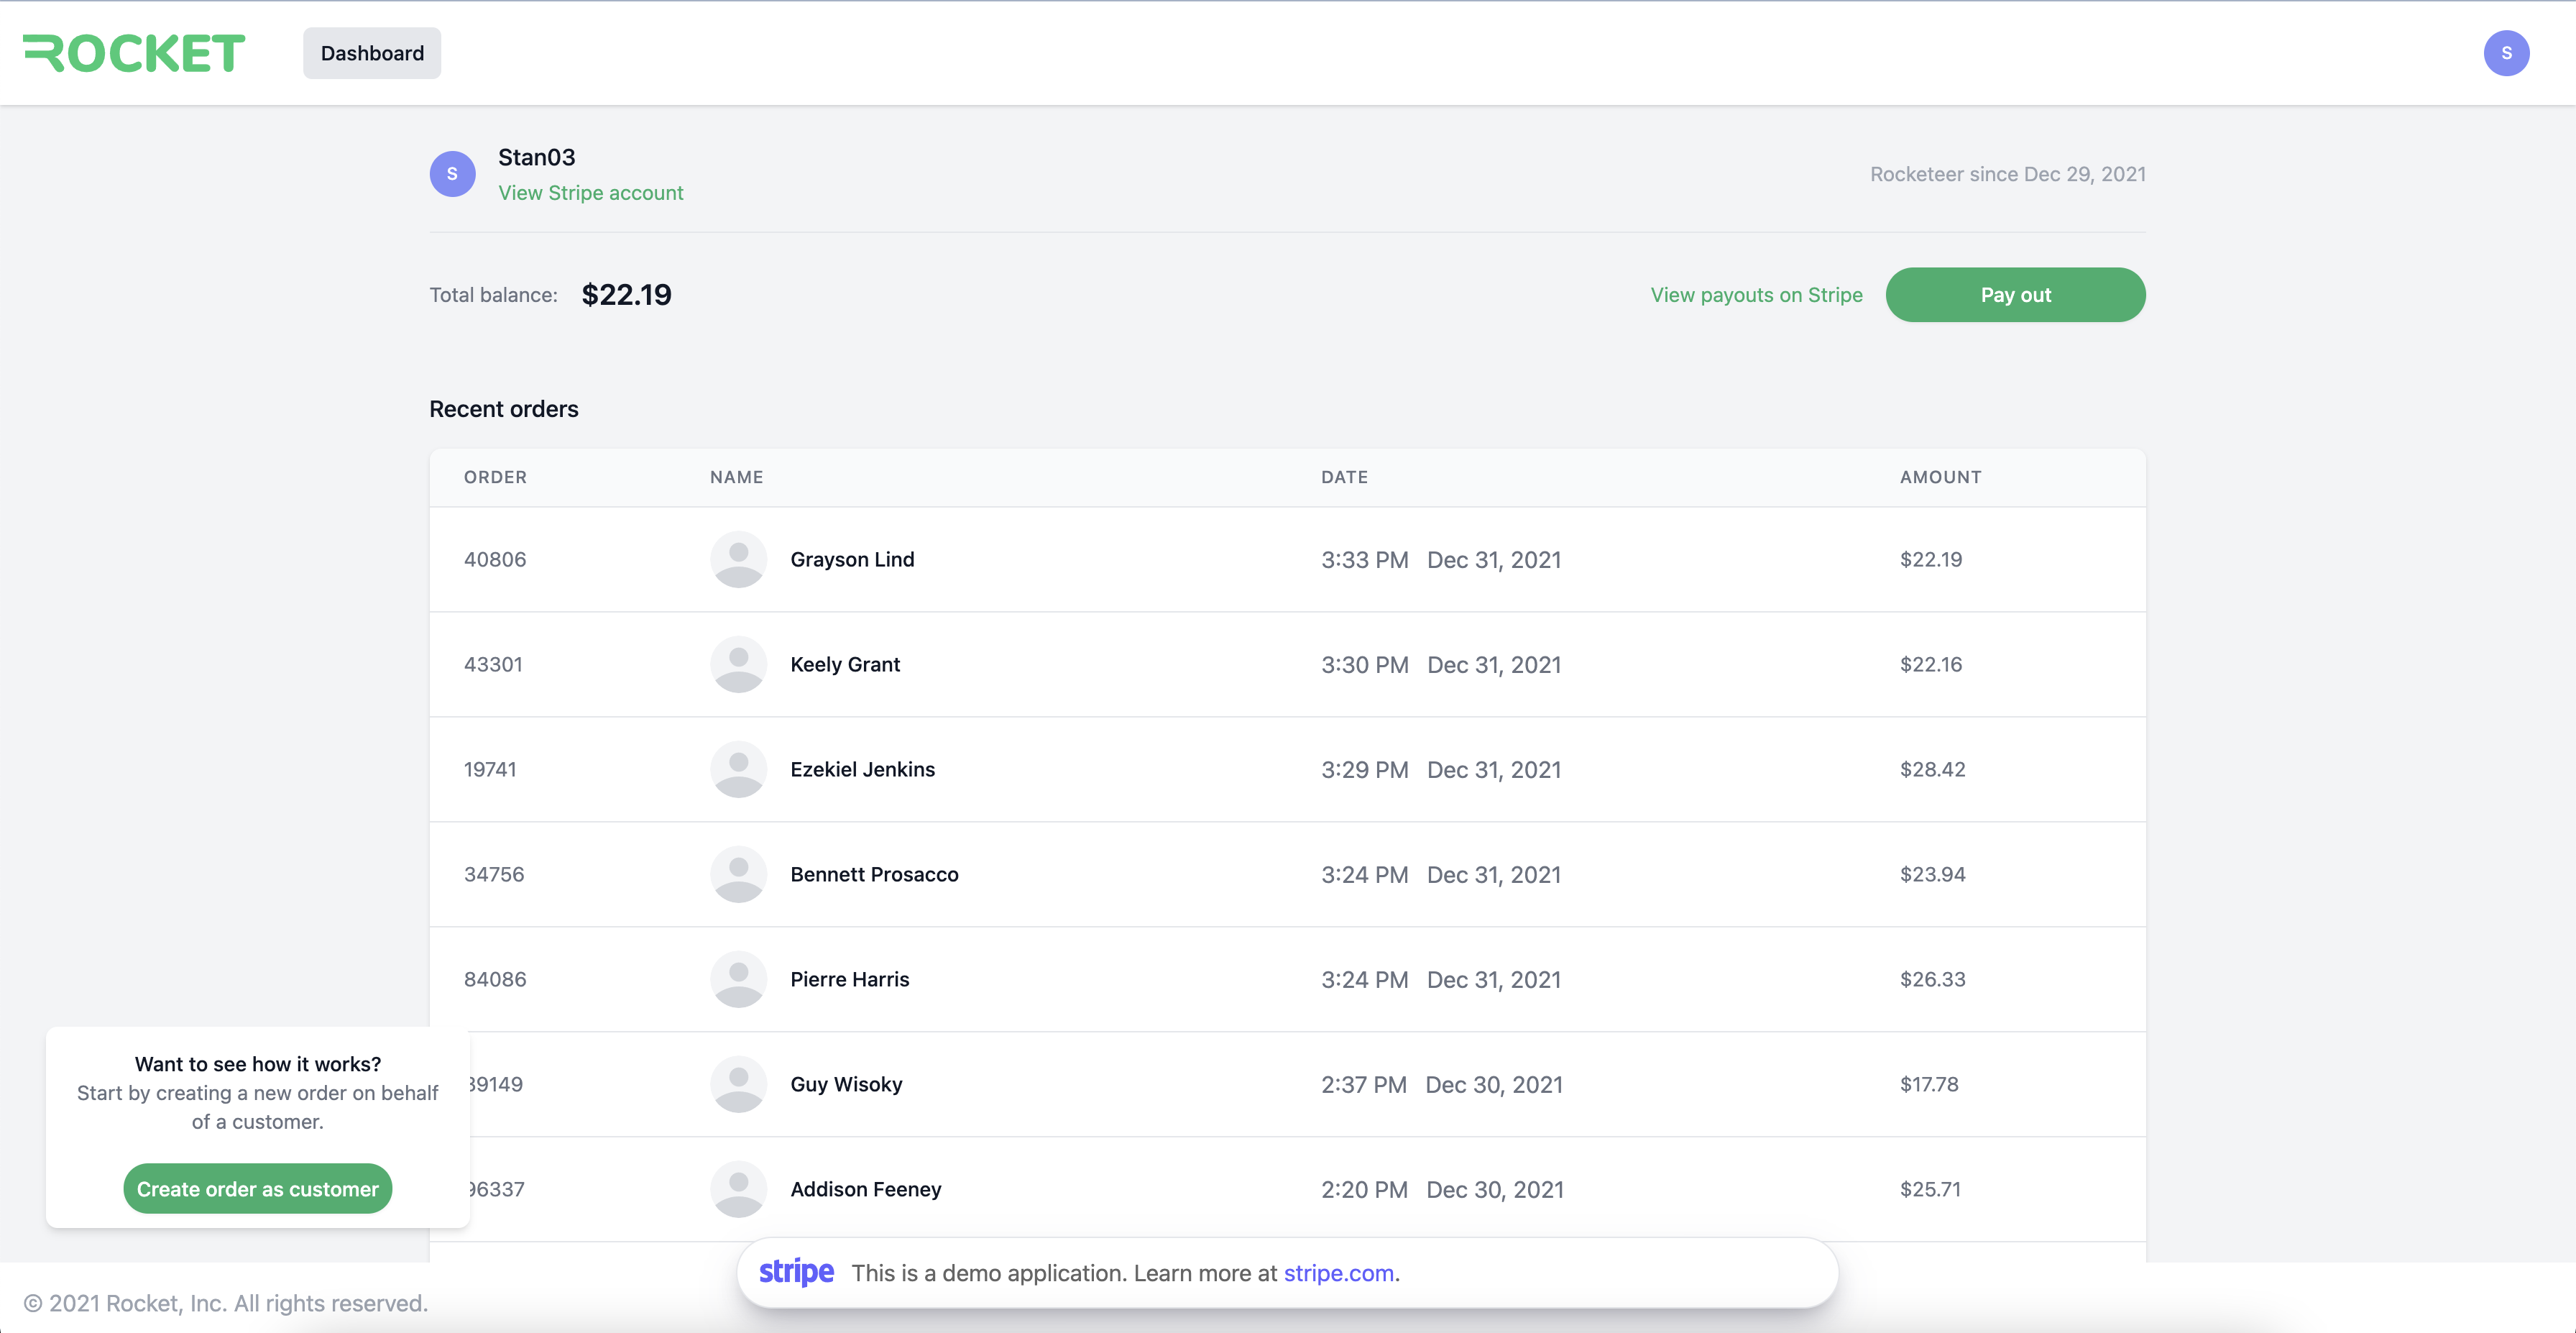 ROCKET Dashboard S
S Stan03 Rocketeer since Dec 29, 2021
View Stripe account
Total balance: $22.19 View payouts on Stripe Pay out
Recent orders
ORDER NAME DATE AMOUNT
40806 Grayson Lind 3:33 PM Dec 31, 2021 $22.19
43301 Keely Grant 3:30 PM Dec 31, 2021 $22.16
19741 Ezekiel Jenkins 3:29 PM Dec 31, 2021 $28.42
34756 Bennett Prosacco 3:24 PM Dec 31, 2021 $23.94
84086 Pierre Harris 3:24 PM Dec 31, 2021 $26.33
Guy Wisoky 2:37 PM Dec 30, 2021 $17.78
Addison Feeney 2:20 PM Dec 30, 2021 $25.71
Want to see how it works?
Start by creating a new order on behalf
of a customer.
Create order as customer
stripe This is a demo application. Learn more at stripe.com.
© 2021 Rocket, Inc. All rights reserved.